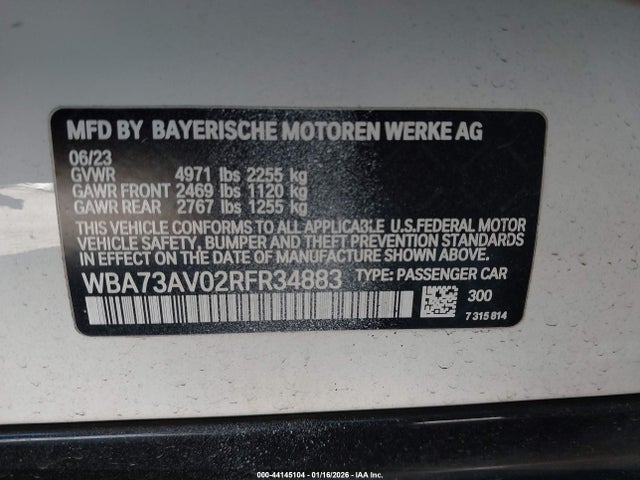 MFD BY BAYERISCHE MOTOREN WERKE AG
06/23
GVWR 4971 lbs 2255 kg
GAWR FRONT 2469 lbs 1120 kg
GAWR REAR 2767 lbs 1255 kg
THIS VEHICLE CONFORMS TO ALL APPLICABLE U.S.FEDERAL MOTOR
VEHICLE SAFETY, BUMPER AND THEFT PREVENTION STANDARDS
IN EFFECT ON THE DATE OF MANUFACTURE SHOWN ABOVE.
WBA73AV02RFR34883 TYPE: PASSENGER CAR
300
7 315 814
000-44145104 - 01/16/2026 - IAA Inc.